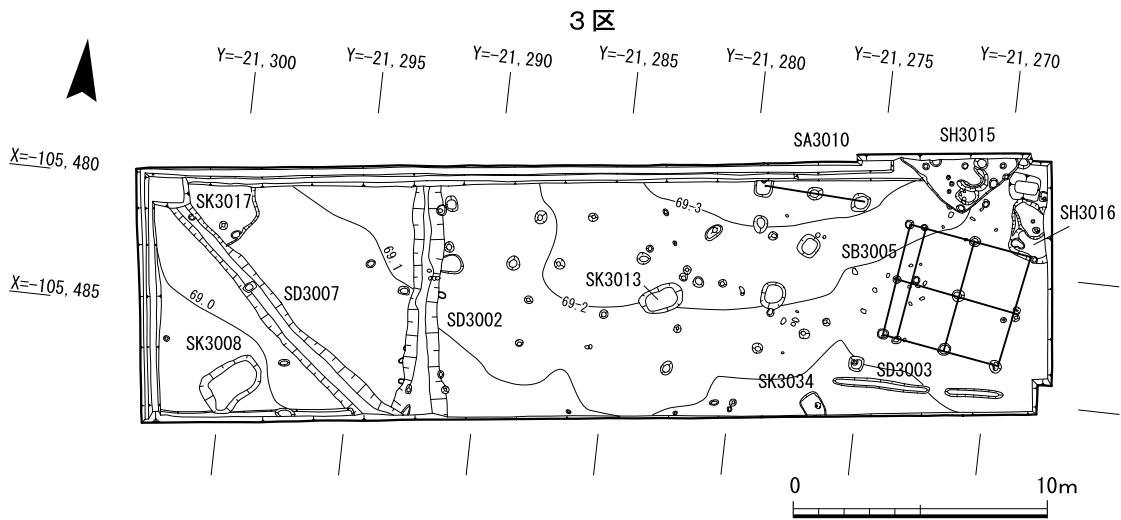 3区
Y=-21,300
Y=-21,295
Y=-21,290
Y=-21,285
Y=-21,280
Y=-21,275
Y=-21,270
X=-105,480
SA3010
SH3015
SK3017
69.3
SH3016
69.1
SB3005
X=-105,485
SD3007
SK3013
69.2
69.0
SD3002
SK3008
SK3034
SD3003
0
10m